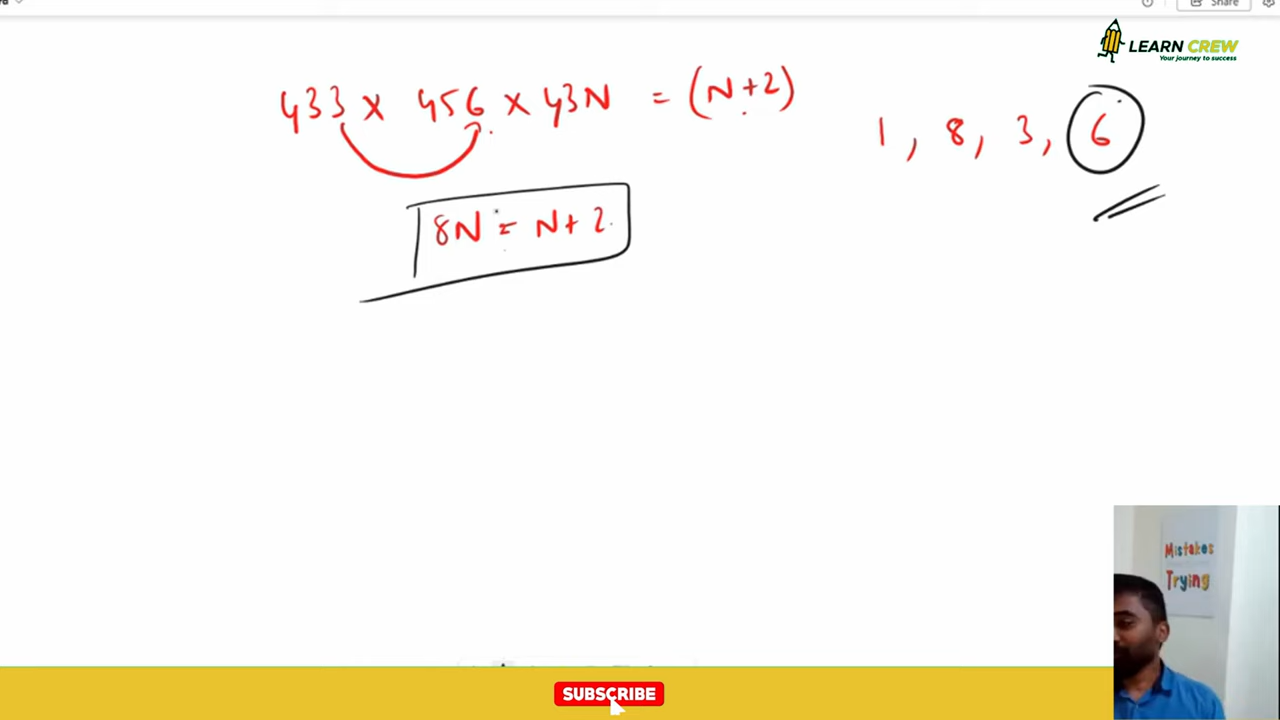 Share
LEARN CREW
Your journey to success
433 x 456 x 43N = (N+2)
1, 8, 3, 6
8N = N+2
Mistakes
Trying
SUBSCRIBE